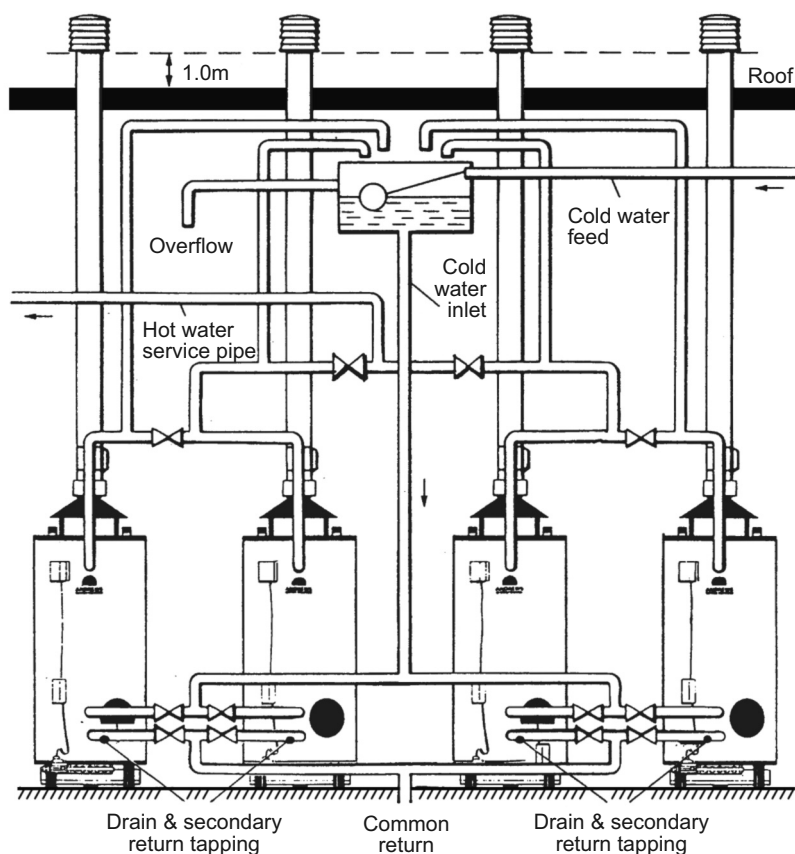 1.0m
Roof
Overflow
Cold water
feed
Cold
water
inlet
Hot water
service pipe
Drain & secondary
return tapping
Common
return
Drain & secondary
return tapping